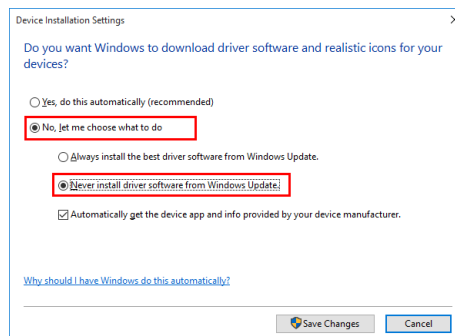 Device Installation Settings
Do you want Windows to download driver software and realistic icons for your
devices?
Yes, do this automatically (recommended)
No, let me choose what to do
Always install the best driver software from Windows Update.
Never install driver software from Windows Update.
Automatically get the device app and info provided by your device manufacturer.
Why should I have Windows do this automatically?
Save Changes
Cancel